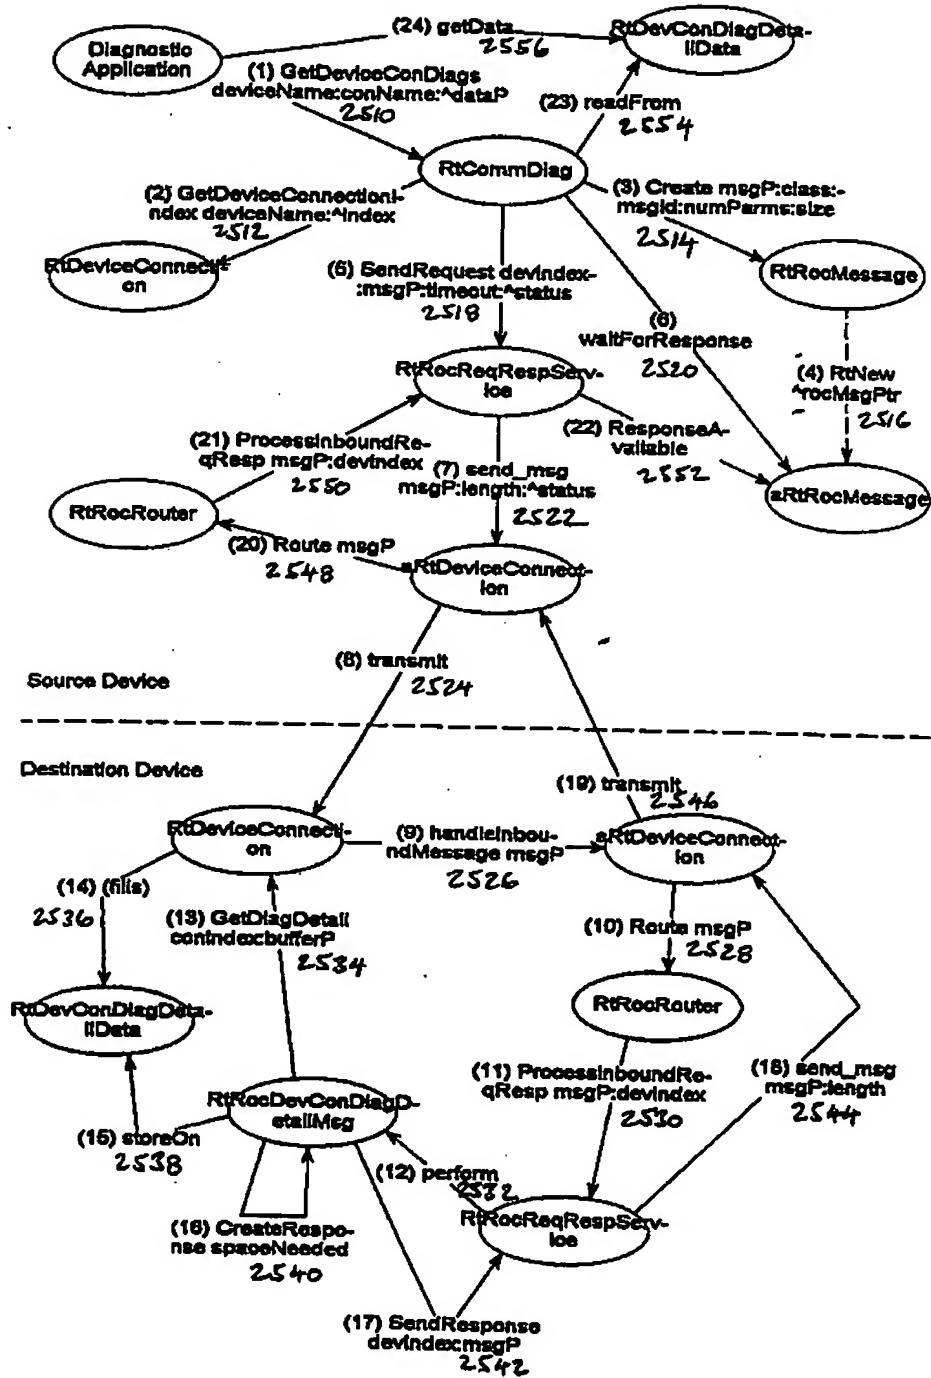 (24) getData
2556
RtDevConDiagDeta-
ilData
Diagnostic
Application
(1) GetDeviceConDiags
deviceName:conName:^dataP
2510
(23) readFrom
2554
RtCommDiag
(2) GetDeviceConnectionI-
ndex deviceName:^index
2512
(3) Create msgP:class:-
msgId:numParms:size
2514
RtDeviceConnecti-
on
(5) SendRequest devIndex-
:msgP:timeout:^status
2518
RtRocMessage
(6)
waitForResponse
2520
(4) RtNew
^rocMsgPtr
2516
RtRocReqRespServ-
ice
(21) ProcessInboundRe-
qResp msgP:devIndex
2550
(22) ResponseA-
vailable
2552
(7) send_msg
msgP:length:^status
2522
RtRocRouter
aRtRocMessage
(20) Route msgP
2548
aRtDeviceConnect-
ion
(8) transmit
2524
Source Device
Destination Device
(19) transmit
2546
RtDeviceConnecti-
on
(9) handleInbou-
ndMessage msgP
2526
aRtDeviceConnect-
ion
(14) (fills)
2536
(13) GetDiagDetail
conIndex:bufferP
2534
(10) Route msgP
2528
RtDevConDiagDeta-
ilData
RtRocRouter
(11) ProcessInboundRe-
qResp msgP:devIndex
2530
(18) send_msg
msgP:length
2544
RtRocDevConDiagD-
etailMsg
(15) storeOn
2538
(12) perform
2532
RtRocReqRespServ-
ice
(16) CreateRespo-
nse spaceNeeded
2540
(17) SendResponse
devIndex:msgP
2542